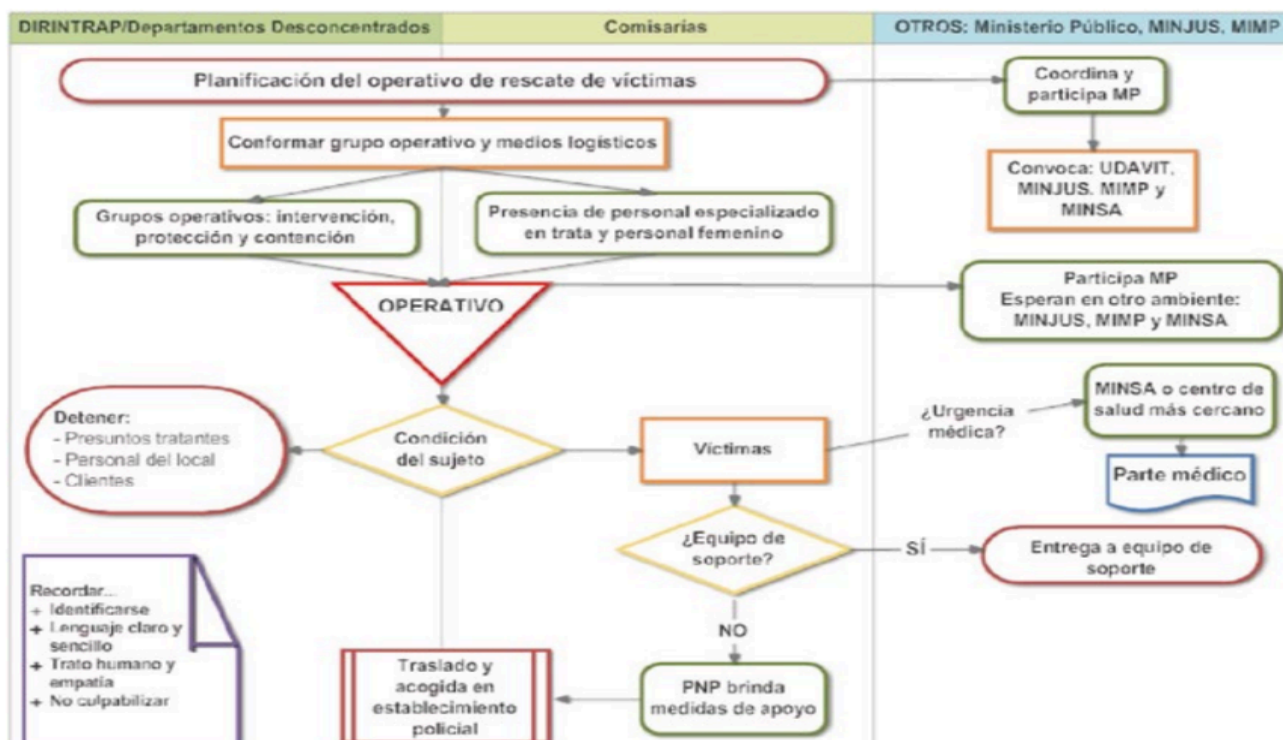 DIRINTRAP/Departamentos Desconcentrados
Comisarías
OTROS: Ministerio Público, MINJUS, MIMP
Planificación del operativo de rescate de víctimas
Coordina y
participa MP
Conformar grupo operativo y medios logísticos
Convoca: UDAVIT,
MINJUS. MIMP y
MINSA
Grupos operativos: intervención,
protección y contención
Presencia de personal especializado
en trata y personal femenino
OPERATIVO
Participa MP
Esperan en otro ambiente:
MINJUS, MIMP y MINSA
Detener:
- Presuntos tratantes
- Personal del local
- Clientes
Condición
del sujeto
Víctimas
¿Urgencia
médica?
MINSA o centro de
salud más cercano
Parte médico
¿Equipo de
soporte?
SÍ
Entrega a equipo de
soporte
NO
Recordar...
+ Identificarse
+ Lenguaje claro y
sencillo
+ Trato humano y
empatía
+ No culpabilizar
Traslado y
acogida en
establecimiento
policial
PNP brinda
medidas de apoyo